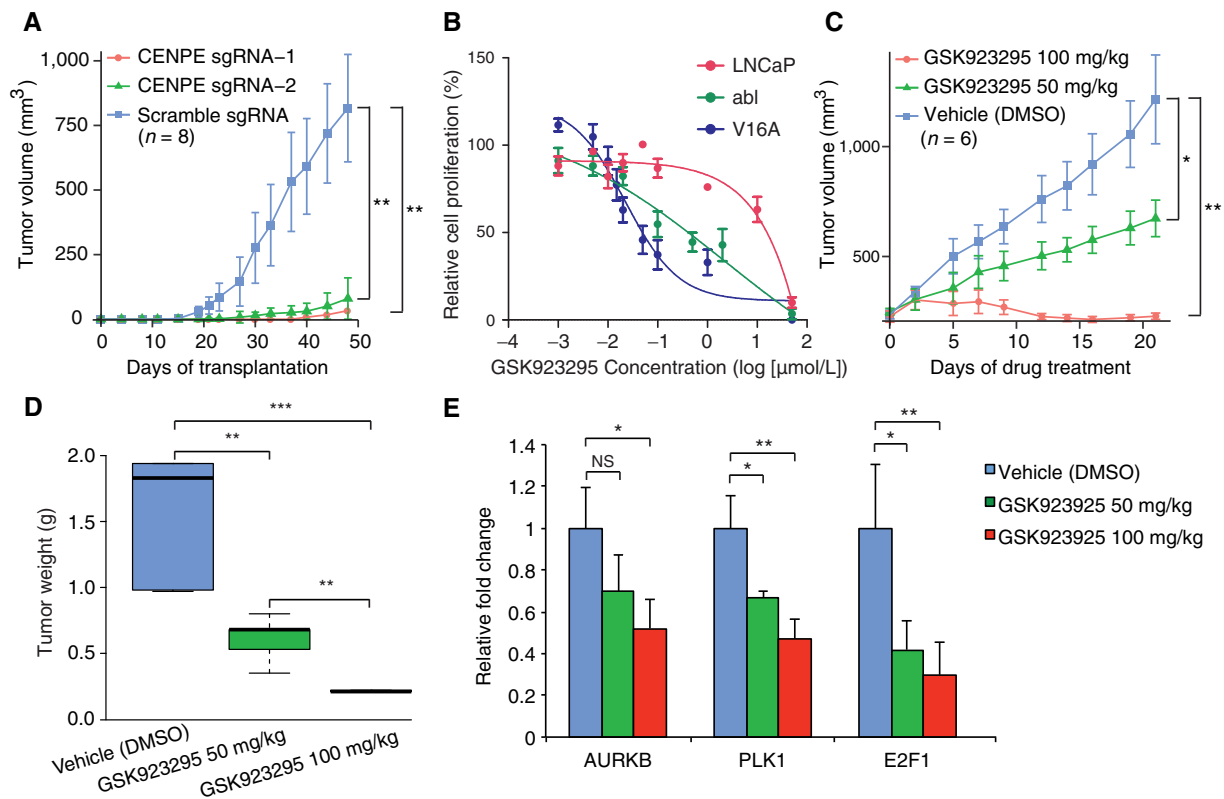 A
Tumor volume (mm3)
1,000
750
500
250
0
CENPE sgRNA–1
CENPE sgRNA–2
Scramble sgRNA
(n = 8)
**
**
0 10 20 30 40 50
Days of transplantation
B
Relative cell proliferation (%)
150
100
50
0
LNCaP
abl
V16A
–4 –3 –2 –1 0 1 2
GSK923295 Concentration (log [μmol/L])
C
Tumor volume (mm3)
1,000
500
GSK923295 100 mg/kg
GSK923295 50 mg/kg
Vehicle (DMSO)
(n = 6)
*
**
0 5 10 15 20
Days of drug treatment
D
Tumor weight (g)
2.0
1.5
1.0
0.5
0.0
***
**
**
Vehicle (DMSO)
GSK923295 50 mg/kg
GSK923295 100 mg/kg
E
Relative fold change
1.4
1.2
1
0.8
0.6
0.4
0.2
0
NS
*
*
**
*
**
AURKB PLK1 E2F1
Vehicle (DMSO)
GSK923925 50 mg/kg
GSK923925 100 mg/kg